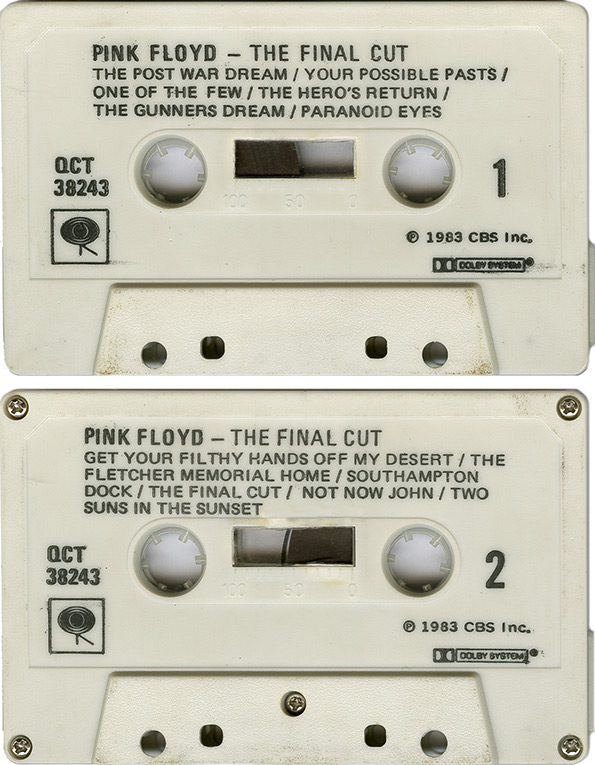 PINK FLOYD – THE FINAL CUT
THE POST WAR DREAM / YOUR POSSIBLE PASTS /
ONE OF THE FEW / THE HERO'S RETURN /
THE GUNNERS DREAM / PARANOID EYES
QCT
38243
1
100 50 0
℗ 1983 CBS Inc.
DOLBY SYSTEM
PINK FLOYD – THE FINAL CUT
GET YOUR FILTHY HANDS OFF MY DESERT / THE
FLETCHER MEMORIAL HOME / SOUTHAMPTON
DOCK / THE FINAL CUT / NOT NOW JOHN / TWO
SUNS IN THE SUNSET
QCT
38243
2
100 50 0
℗ 1983 CBS Inc.
DOLBY SYSTEM